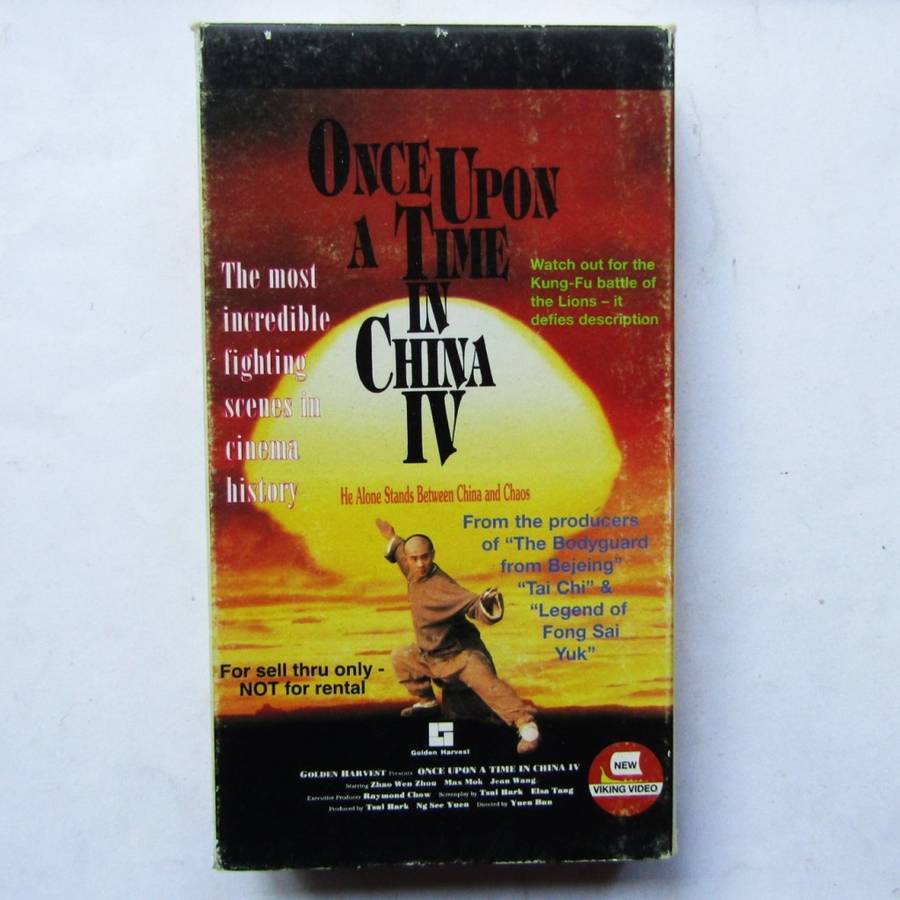 ONCE UPON
A TIME
IN
CHINA
IV
The most
incredible
fighting
scenes in
cinema
history
Watch out for the
Kung-Fu battle of
the Lions – it
defies description
He Alone Stands Between China and Chaos
From the producers
of “The Bodyguard
from Bejeing”
“Tai Chi” &
“Legend of
Fong Sai
Yuk”
For sell thru only -
NOT for rental
Golden Harvest
GOLDEN HARVEST Presents ONCE UPON A TIME IN CHINA IV
Starring Zhao Wen Zhou Max Mok Jean Wang
Executive Producer Raymond Chow Screenplay by Tsui Hark Elsa Tang
Produced by Tsui Hark Ng See Yuen Directed by Yuen Bun
NEW
VIKING VIDEO